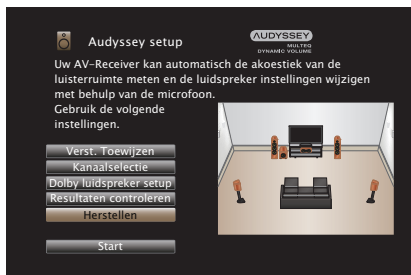 Audyssey setup
AUDYSSEY
MULTEQ
DYNAMIC VOLUME
Uw AV-Receiver kan automatisch de akoestiek van de
luisterruimte meten en de luidspreker instellingen wijzigen
met behulp van de microfoon.
Gebruik de volgende
instellingen.
Verst. Toewijzen
Kanaalselectie
Dolby luidspreker setup
Resultaten controleren
Herstellen
Start